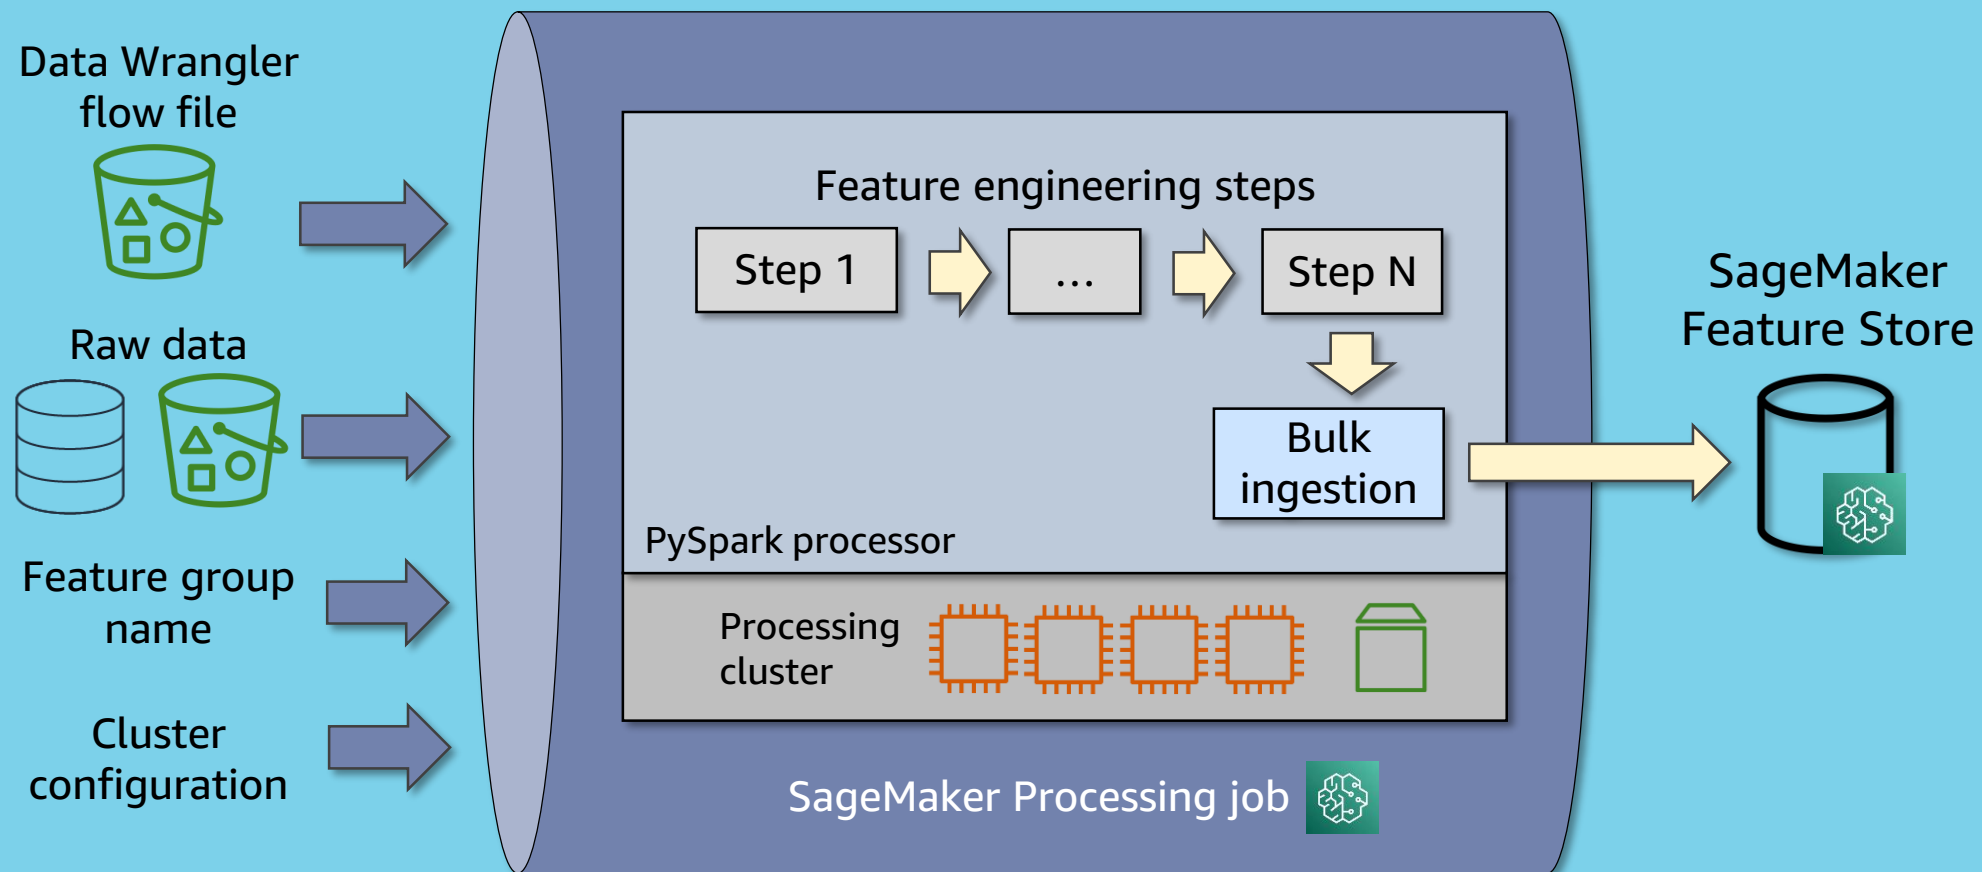 Data Wrangler
flow file
Raw data
Feature group
name
Cluster
configuration
Feature engineering steps
Step 1
...
Step N
Bulk
ingestion
PySpark processor
Processing
cluster
SageMaker Processing job
SageMaker
Feature Store